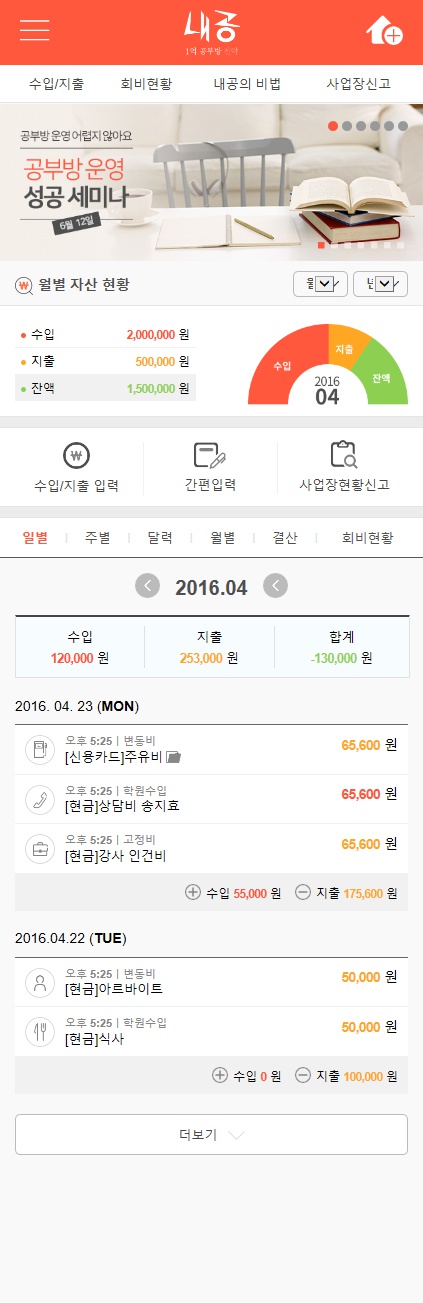 내공
1억 공부방 전략
수입/지출 회비현황 내공의 비법 사업장신고
공부방 운영 어렵지 않아요
공부방 운영
성공 세미나
6월 12일
월별 자산 현황
수입 2,000,000 원
지출 500,000 원
잔액 1,500,000 원
수입 지출 잔액
2016
04
수입/지출 입력 간편입력 사업장현황신고
일별 주별 달력 월별 결산 회비현황
2016.04
수입 지출 합계
120,000 원 253,000 원 -130,000 원
2016. 04. 23 (MON)
오후 5:25 | 변동비
[신용카드]주유비
65,600 원
오후 5:25 | 학원수입
[현금]상담비 송지효
65,600 원
오후 5:25 | 고정비
[현금]강사 인건비
65,600 원
수입 55,000 원 지출 175,600 원
2016.04.22 (TUE)
오후 5:25 | 변동비
[현금]아르바이트
50,000 원
오후 5:25 | 학원수입
[현금]식사
50,000 원
수입 0 원 지출 100,000 원
더보기